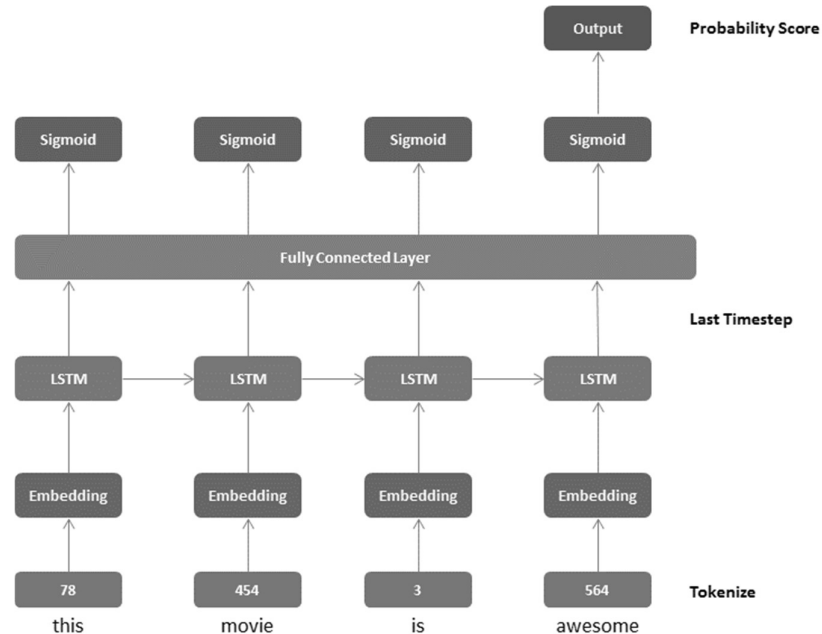 Output Probability Score
Sigmoid Sigmoid Sigmoid Sigmoid
Fully Connected Layer
Last Timestep
LSTM LSTM LSTM LSTM
Embedding Embedding Embedding Embedding
78 454 3 564 Tokenize
this movie is awesome